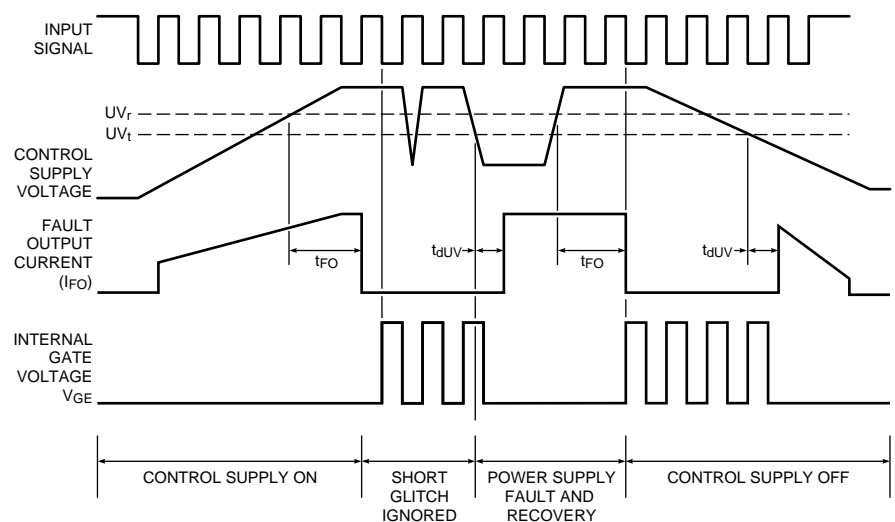 INPUT
SIGNAL
UVr
UVt
CONTROL
SUPPLY
VOLTAGE
FAULT
OUTPUT
CURRENT
(IFO)
tFO
tdUV
tFO
tdUV
INTERNAL
GATE
VOLTAGE
VGE
CONTROL SUPPLY ON
SHORT
GLITCH
IGNORED
POWER SUPPLY
FAULT AND
RECOVERY
CONTROL SUPPLY OFF